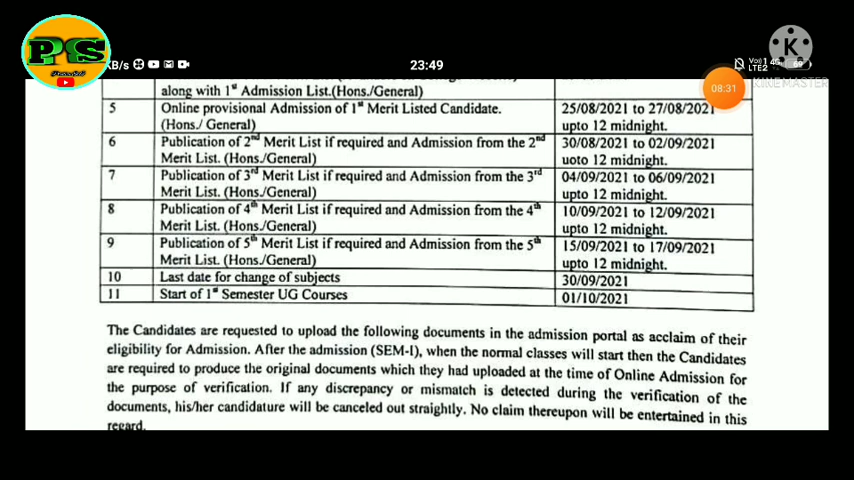 PCS
KB/s
23:49
Vo)) 4G
LTE2
69
K
KINEMASTER
08:31
along with 1st Admission List.(Hons./General)
5 Online provisional Admission of 1st Merit Listed Candidate. 25/08/2021 to 27/08/2021
(Hons./ General) upto 12 midnight.
6 Publication of 2nd Merit List if required and Admission from the 2nd 30/08/2021 to 02/09/2021
Merit List. (Hons./General) uoto 12 midnight.
7 Publication of 3rd Merit List if required and Admission from the 3rd 04/09/2021 to 06/09/2021
Merit List. (Hons./General) upto 12 midnight.
8 Publication of 4th Merit List if required and Admission from the 4th 10/09/2021 to 12/09/2021
Merit List. (Hons./General) upto 12 midnight.
9 Publication of 5th Merit List if required and Admission from the 5th 15/09/2021 to 17/09/2021
Merit List. (Hons./General) upto 12 midnight.
10 Last date for change of subjects 30/09/2021
11 Start of 1st Semester UG Courses 01/10/2021
The Candidates are requested to upload the following documents in the admission portal as acclaim of their
eligibility for Admission. After the admission (SEM-I), when the normal classes will start then the Candidates
are required to produce the original documents which they had uploaded at the time of Online Admission for
the purpose of verification. If any discrepancy or mismatch is detected during the verification of the
documents, his/her candidature will be canceled out straightly. No claim thereupon will be entertained in this
regard.